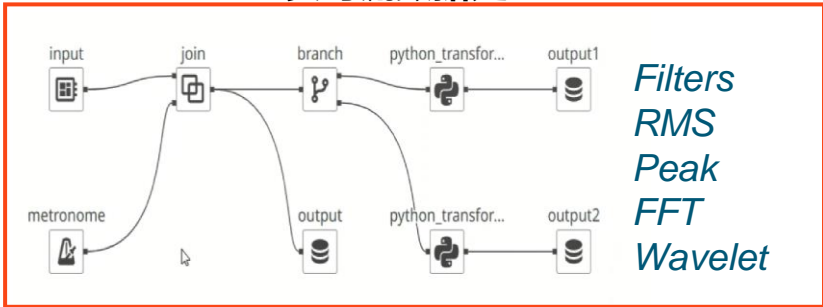 input
join
branch
python_transfor...
output1
metronome
output
python_transfor...
output2
Filters
RMS
Peak
FFT
Wavelet